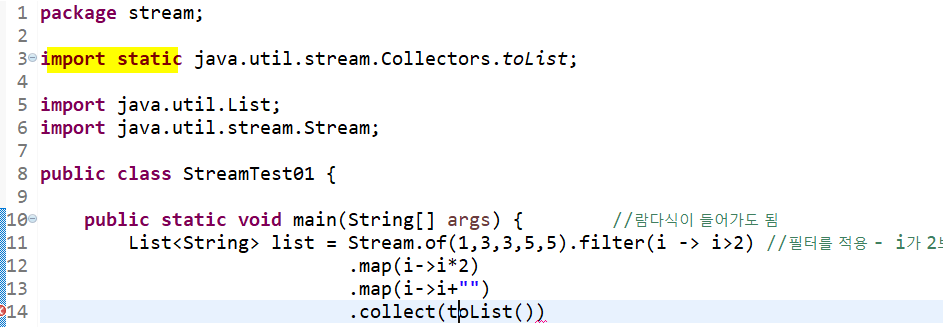 1 package stream;
2
3 import static java.util.stream.Collectors.toList;
4
5 import java.util.List;
6 import java.util.stream.Stream;
7
8 public class StreamTest01 {
9
10 public static void main(String[] args) { //람다식이 들어가도 됨
11 List<String> list = Stream.of(1,3,3,5,5).filter(i -> i>2) //필터를 적용 - i가 2보
12 .map(i->i*2)
13 .map(i->i+"")
14 .collect(toList())